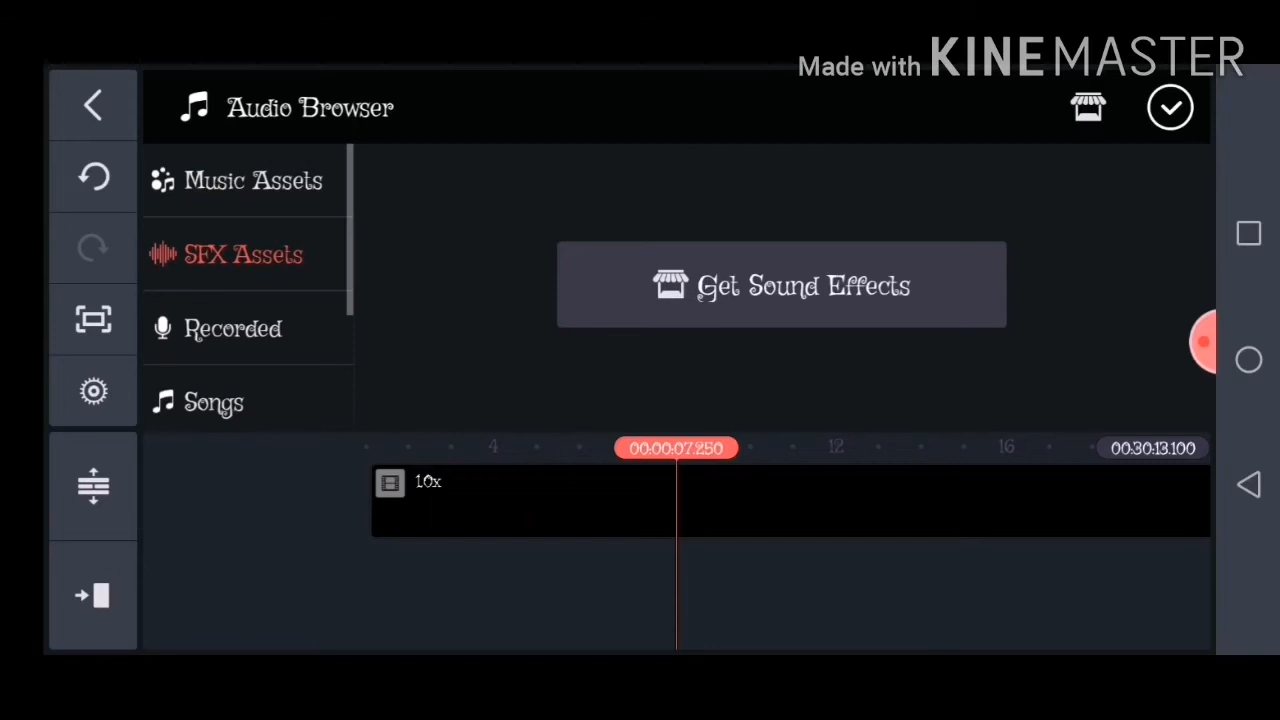 Made with KINEMASTER
Audio Browser
Music Assets
SFX Assets
Get Sound Effects
Recorded
Songs
4
00:00:07.250
12
16
00:30:13.100
10x